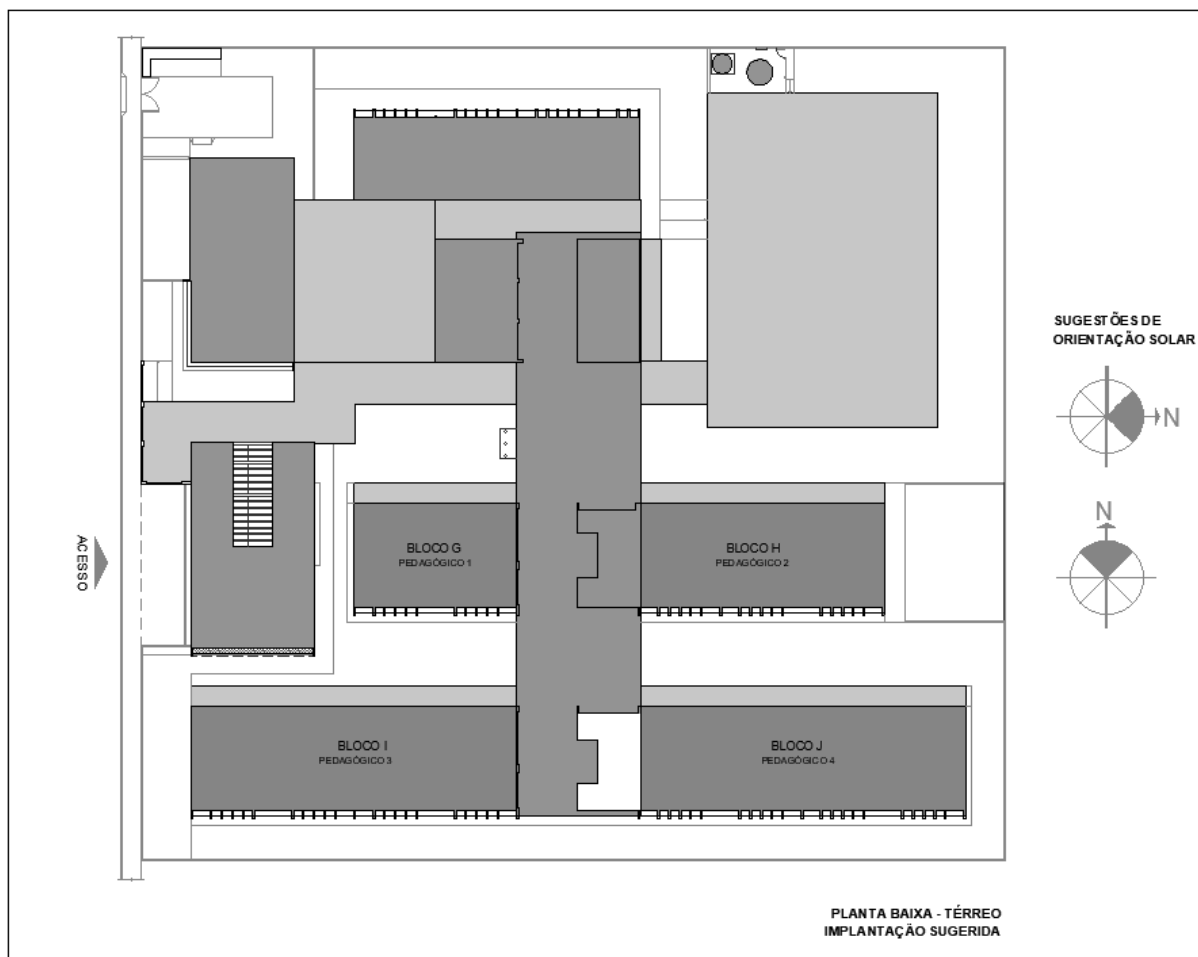 SUGESTÕES DE
ORIENTAÇÃO SOLAR
N
N
ACESSO
BLOCO G
PEDAGÓGICO 1
BLOCO H
PEDAGÓGICO 2
BLOCO I
PEDAGÓGICO 3
BLOCO J
PEDAGÓGICO 4
PLANTA BAIXA - TÉRREO
IMPLANTAÇÃO SUGERIDA